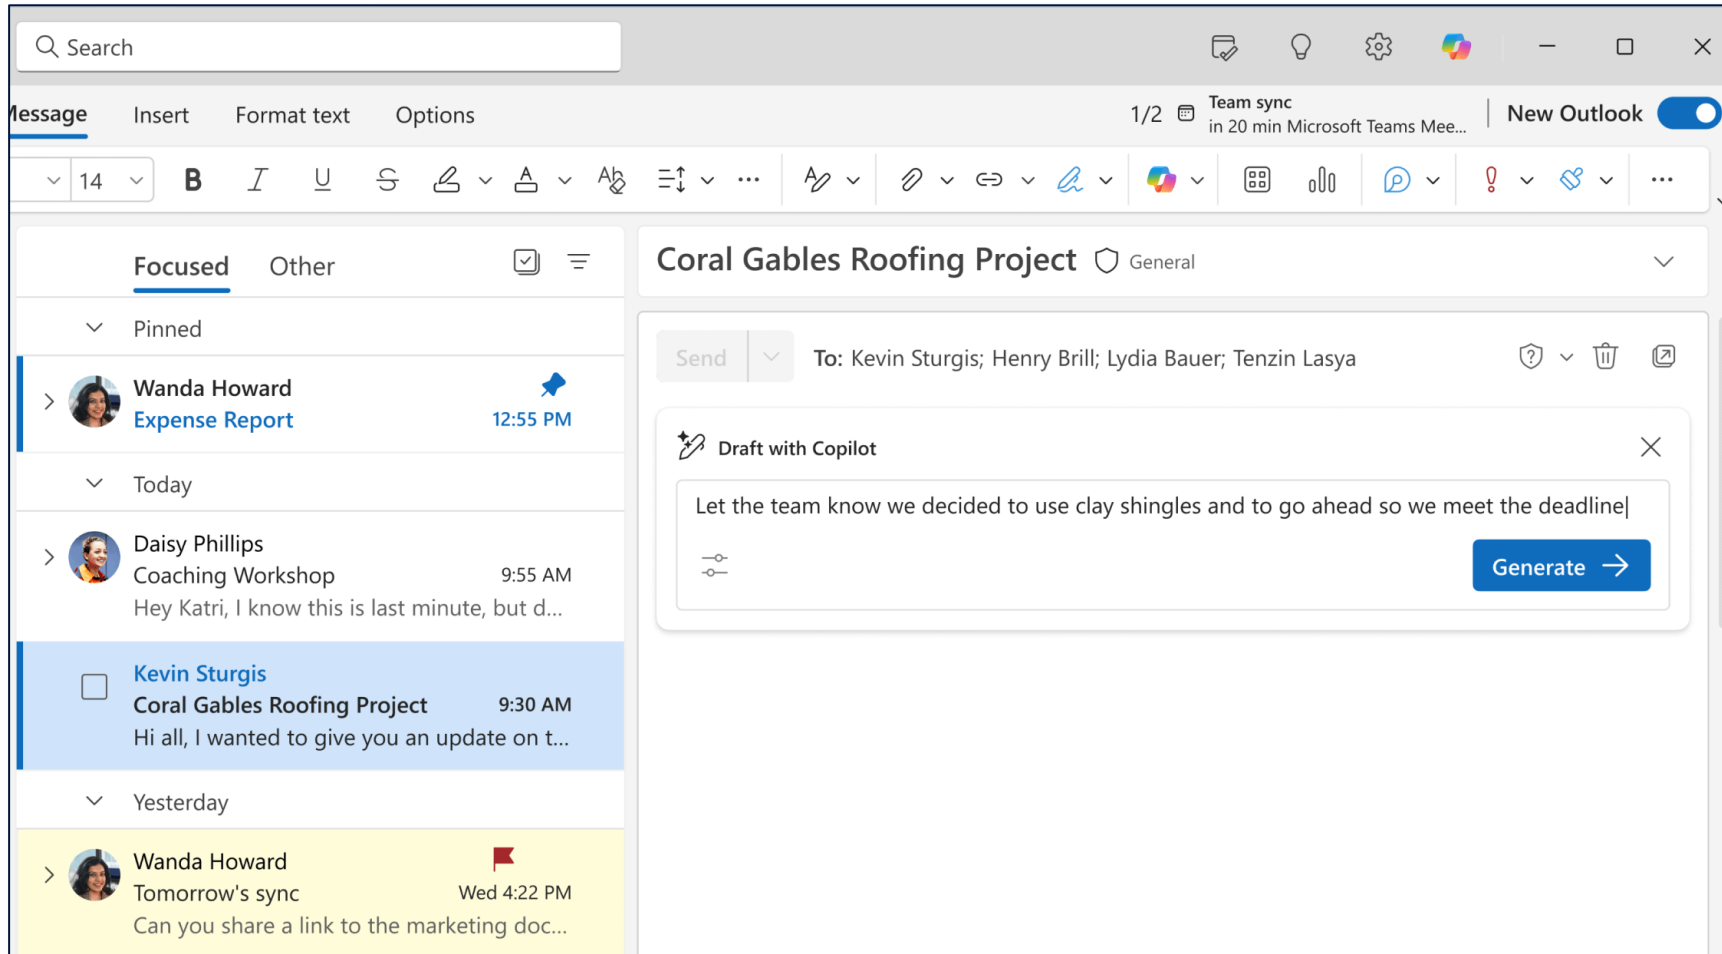 Search
Message Insert Format text Options
1/2 Team sync
in 20 min Microsoft Teams Mee...
New Outlook
14 B I U S A Ab ...
Focused Other
Pinned
Wanda Howard
Expense Report 12:55 PM
Today
Daisy Phillips
Coaching Workshop 9:55 AM
Hey Katri, I know this is last minute, but d...
Kevin Sturgis
Coral Gables Roofing Project 9:30 AM
Hi all, I wanted to give you an update on t...
Yesterday
Wanda Howard
Tomorrow's sync Wed 4:22 PM
Can you share a link to the marketing doc...
Coral Gables Roofing Project General
Send To: Kevin Sturgis; Henry Brill; Lydia Bauer; Tenzin Lasya
Draft with Copilot
Let the team know we decided to use clay shingles and to go ahead so we meet the deadline
Generate